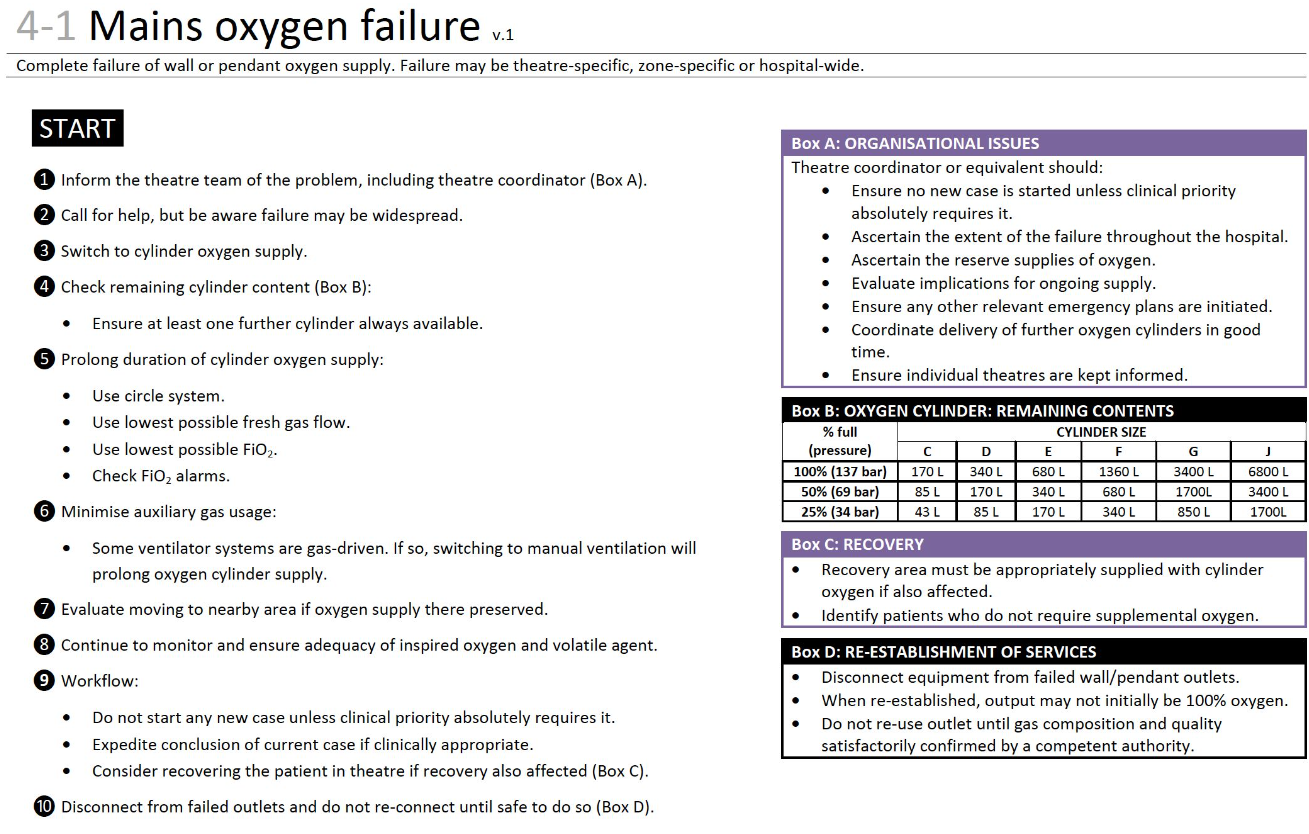 4-1 Mains oxygen failure v.1
Complete failure of wall or pendant oxygen supply. Failure may be theatre-specific, zone-specific or hospital-wide.
START
1 Inform the theatre team of the problem, including theatre coordinator (Box A).
2 Call for help, but be aware failure may be widespread.
3 Switch to cylinder oxygen supply.
4 Check remaining cylinder content (Box B):
• Ensure at least one further cylinder always available.
5 Prolong duration of cylinder oxygen supply:
• Use circle system.
• Use lowest possible fresh gas flow.
• Use lowest possible FiO₂.
• Check FiO₂ alarms.
6 Minimise auxiliary gas usage:
• Some ventilator systems are gas-driven. If so, switching to manual ventilation will
prolong oxygen cylinder supply.
7 Evaluate moving to nearby area if oxygen supply there preserved.
8 Continue to monitor and ensure adequacy of inspired oxygen and volatile agent.
9 Workflow:
• Do not start any new case unless clinical priority absolutely requires it.
• Expedite conclusion of current case if clinically appropriate.
• Consider recovering the patient in theatre if recovery also affected (Box C).
10 Disconnect from failed outlets and do not re-connect until safe to do so (Box D).
Box A: ORGANISATIONAL ISSUES
Theatre coordinator or equivalent should:
• Ensure no new case is started unless clinical priority
absolutely requires it.
• Ascertain the extent of the failure throughout the hospital.
• Ascertain the reserve supplies of oxygen.
• Evaluate implications for ongoing supply.
• Ensure any other relevant emergency plans are initiated.
• Coordinate delivery of further oxygen cylinders in good
time.
• Ensure individual theatres are kept informed.
Box B: OXYGEN CYLINDER: REMAINING CONTENTS
% full CYLINDER SIZE
(pressure) C D E F G J
100% (137 bar) 170 L 340 L 680 L 1360 L 3400 L 6800 L
50% (69 bar) 85 L 170 L 340 L 680 L 1700L 3400 L
25% (34 bar) 43 L 85 L 170 L 340 L 850 L 1700L
Box C: RECOVERY
• Recovery area must be appropriately supplied with cylinder
oxygen if also affected.
• Identify patients who do not require supplemental oxygen.
Box D: RE-ESTABLISHMENT OF SERVICES
• Disconnect equipment from failed wall/pendant outlets.
• When re-established, output may not initially be 100% oxygen.
• Do not re-use outlet until gas composition and quality
satisfactorily confirmed by a competent authority.